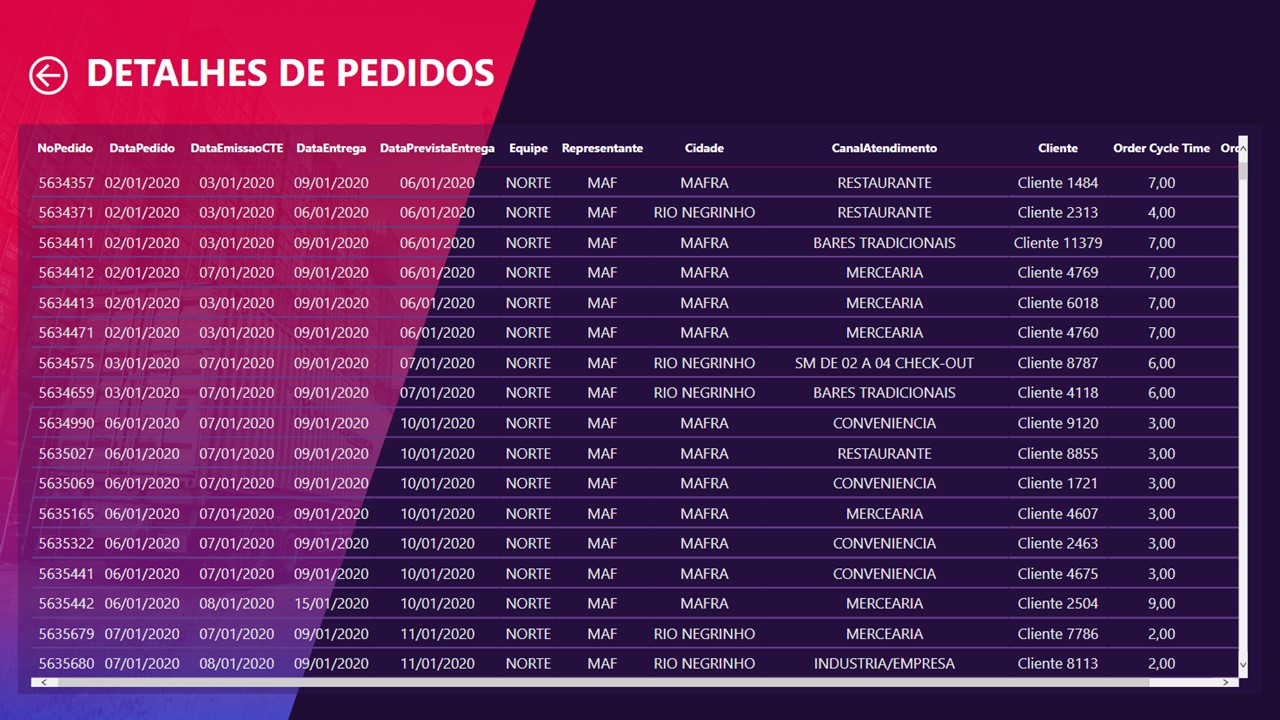 DETALHES DE PEDIDOS
NoPedido DataPedido DataEmissaoCTE DataEntrega DataPrevistaEntrega Equipe Representante Cidade CanalAtendimento Cliente Order Cycle Time
5634357 02/01/2020 03/01/2020 09/01/2020 06/01/2020 NORTE MAF MAFRA RESTAURANTE Cliente 1484 7,00
5634371 02/01/2020 03/01/2020 06/01/2020 06/01/2020 NORTE MAF RIO NEGRINHO RESTAURANTE Cliente 2313 4,00
5634411 02/01/2020 03/01/2020 09/01/2020 06/01/2020 NORTE MAF MAFRA BARES TRADICIONAIS Cliente 11379 7,00
5634412 02/01/2020 07/01/2020 09/01/2020 06/01/2020 NORTE MAF MAFRA MERCEARIA Cliente 4769 7,00
5634413 02/01/2020 03/01/2020 09/01/2020 06/01/2020 NORTE MAF MAFRA MERCEARIA Cliente 6018 7,00
5634471 02/01/2020 03/01/2020 09/01/2020 06/01/2020 NORTE MAF MAFRA MERCEARIA Cliente 4760 7,00
5634575 03/01/2020 07/01/2020 09/01/2020 07/01/2020 NORTE MAF RIO NEGRINHO SM DE 02 A 04 CHECK-OUT Cliente 8787 6,00
5634659 03/01/2020 07/01/2020 09/01/2020 07/01/2020 NORTE MAF RIO NEGRINHO BARES TRADICIONAIS Cliente 4118 6,00
5634990 06/01/2020 07/01/2020 09/01/2020 10/01/2020 NORTE MAF MAFRA CONVENIENCIA Cliente 9120 3,00
5635027 06/01/2020 07/01/2020 09/01/2020 10/01/2020 NORTE MAF MAFRA RESTAURANTE Cliente 8855 3,00
5635069 06/01/2020 07/01/2020 09/01/2020 10/01/2020 NORTE MAF MAFRA CONVENIENCIA Cliente 1721 3,00
5635165 06/01/2020 07/01/2020 09/01/2020 10/01/2020 NORTE MAF MAFRA MERCEARIA Cliente 4607 3,00
5635322 06/01/2020 07/01/2020 09/01/2020 10/01/2020 NORTE MAF MAFRA CONVENIENCIA Cliente 2463 3,00
5635441 06/01/2020 07/01/2020 09/01/2020 10/01/2020 NORTE MAF MAFRA CONVENIENCIA Cliente 4675 3,00
5635442 06/01/2020 08/01/2020 15/01/2020 10/01/2020 NORTE MAF MAFRA MERCEARIA Cliente 2504 9,00
5635679 07/01/2020 07/01/2020 09/01/2020 11/01/2020 NORTE MAF RIO NEGRINHO MERCEARIA Cliente 7786 2,00
5635680 07/01/2020 08/01/2020 09/01/2020 11/01/2020 NORTE MAF RIO NEGRINHO INDUSTRIA/EMPRESA Cliente 8113 2,00